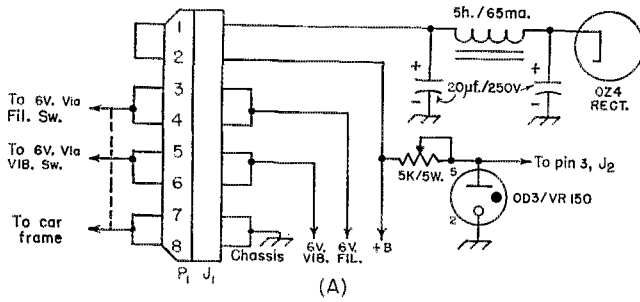 5h./65ma.
1
2
3
4
5
6
7
8
+
-
20µf./250V.
+
-
OZ4
RECT.
To 6V. Via
Fil. Sw.
To 6V. Via
VIB. Sw.
To car
frame
5K/5W.
5
To pin 3, J2
2
OD3/VR 150
P1 J1
Chassis
6V.
VIB.
6V.
FIL.
+B
(A)